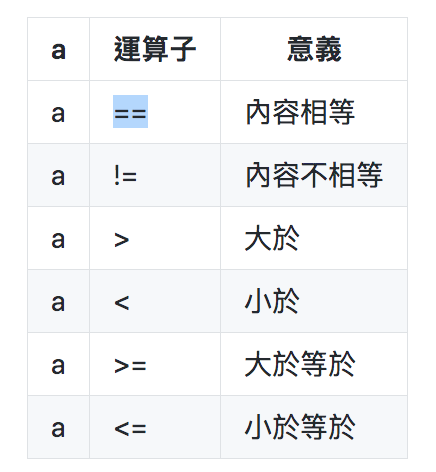 a 運算子 意義
a == 內容相等
a != 內容不相等
a > 大於
a < 小於
a >= 大於等於
a <= 小於等於